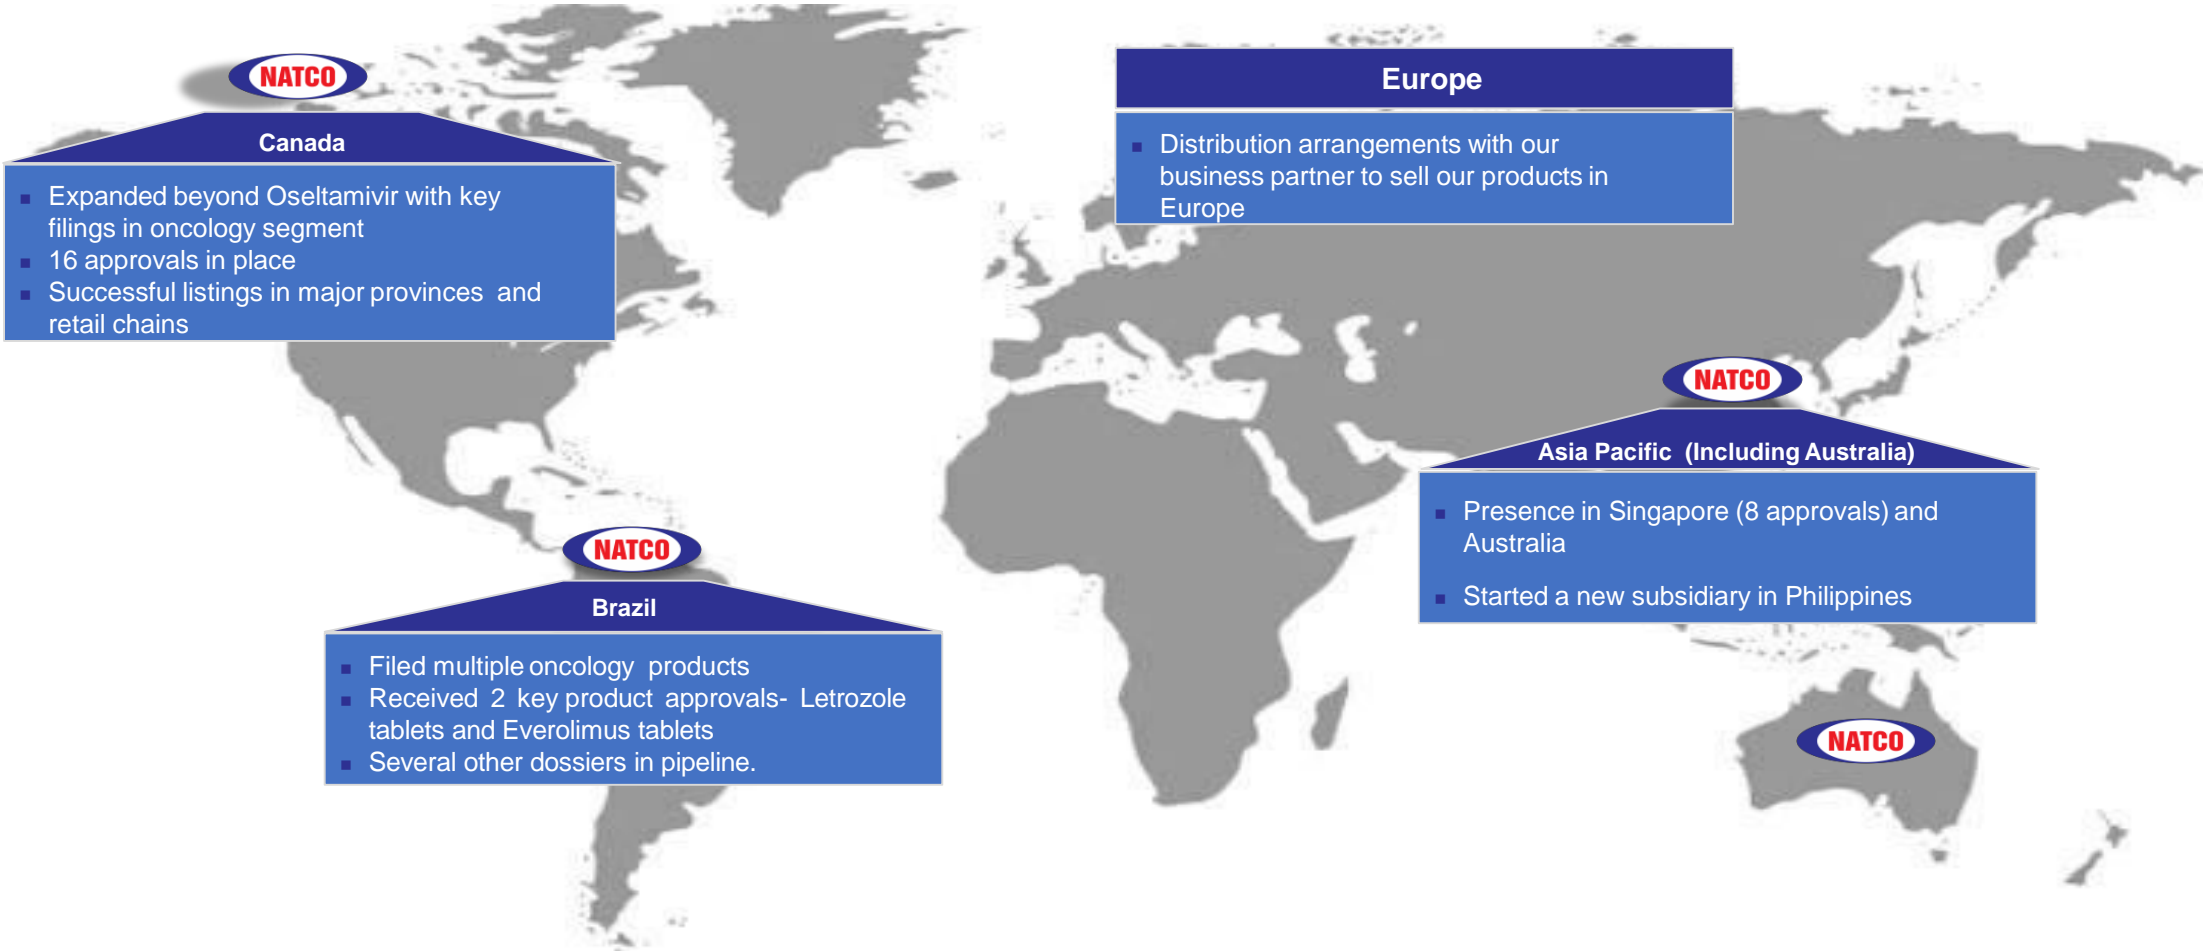 NATCO
Canada
Expanded beyond Oseltamivir with key
filings in oncology segment
16 approvals in place
Successful listings in major provinces and
retail chains
Europe
Distribution arrangements with our
business partner to sell our products in
Europe
NATCO
Brazil
Filed multiple oncology products
Received 2 key product approvals- Letrozole
tablets and Everolimus tablets
Several other dossiers in pipeline.
NATCO
Asia Pacific (Including Australia)
Presence in Singapore (8 approvals) and
Australia
Started a new subsidiary in Philippines
NATCO